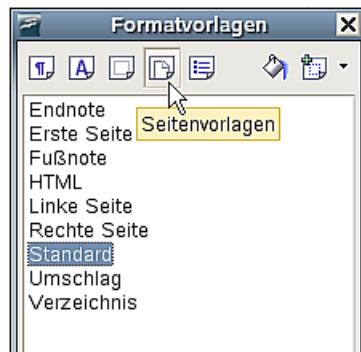 Formatvorlagen
Seitenvorlagen
Endnote
Erste Seite
Fußnote
HTML
Linke Seite
Rechte Seite
Standard
Umschlag
Verzeichnis